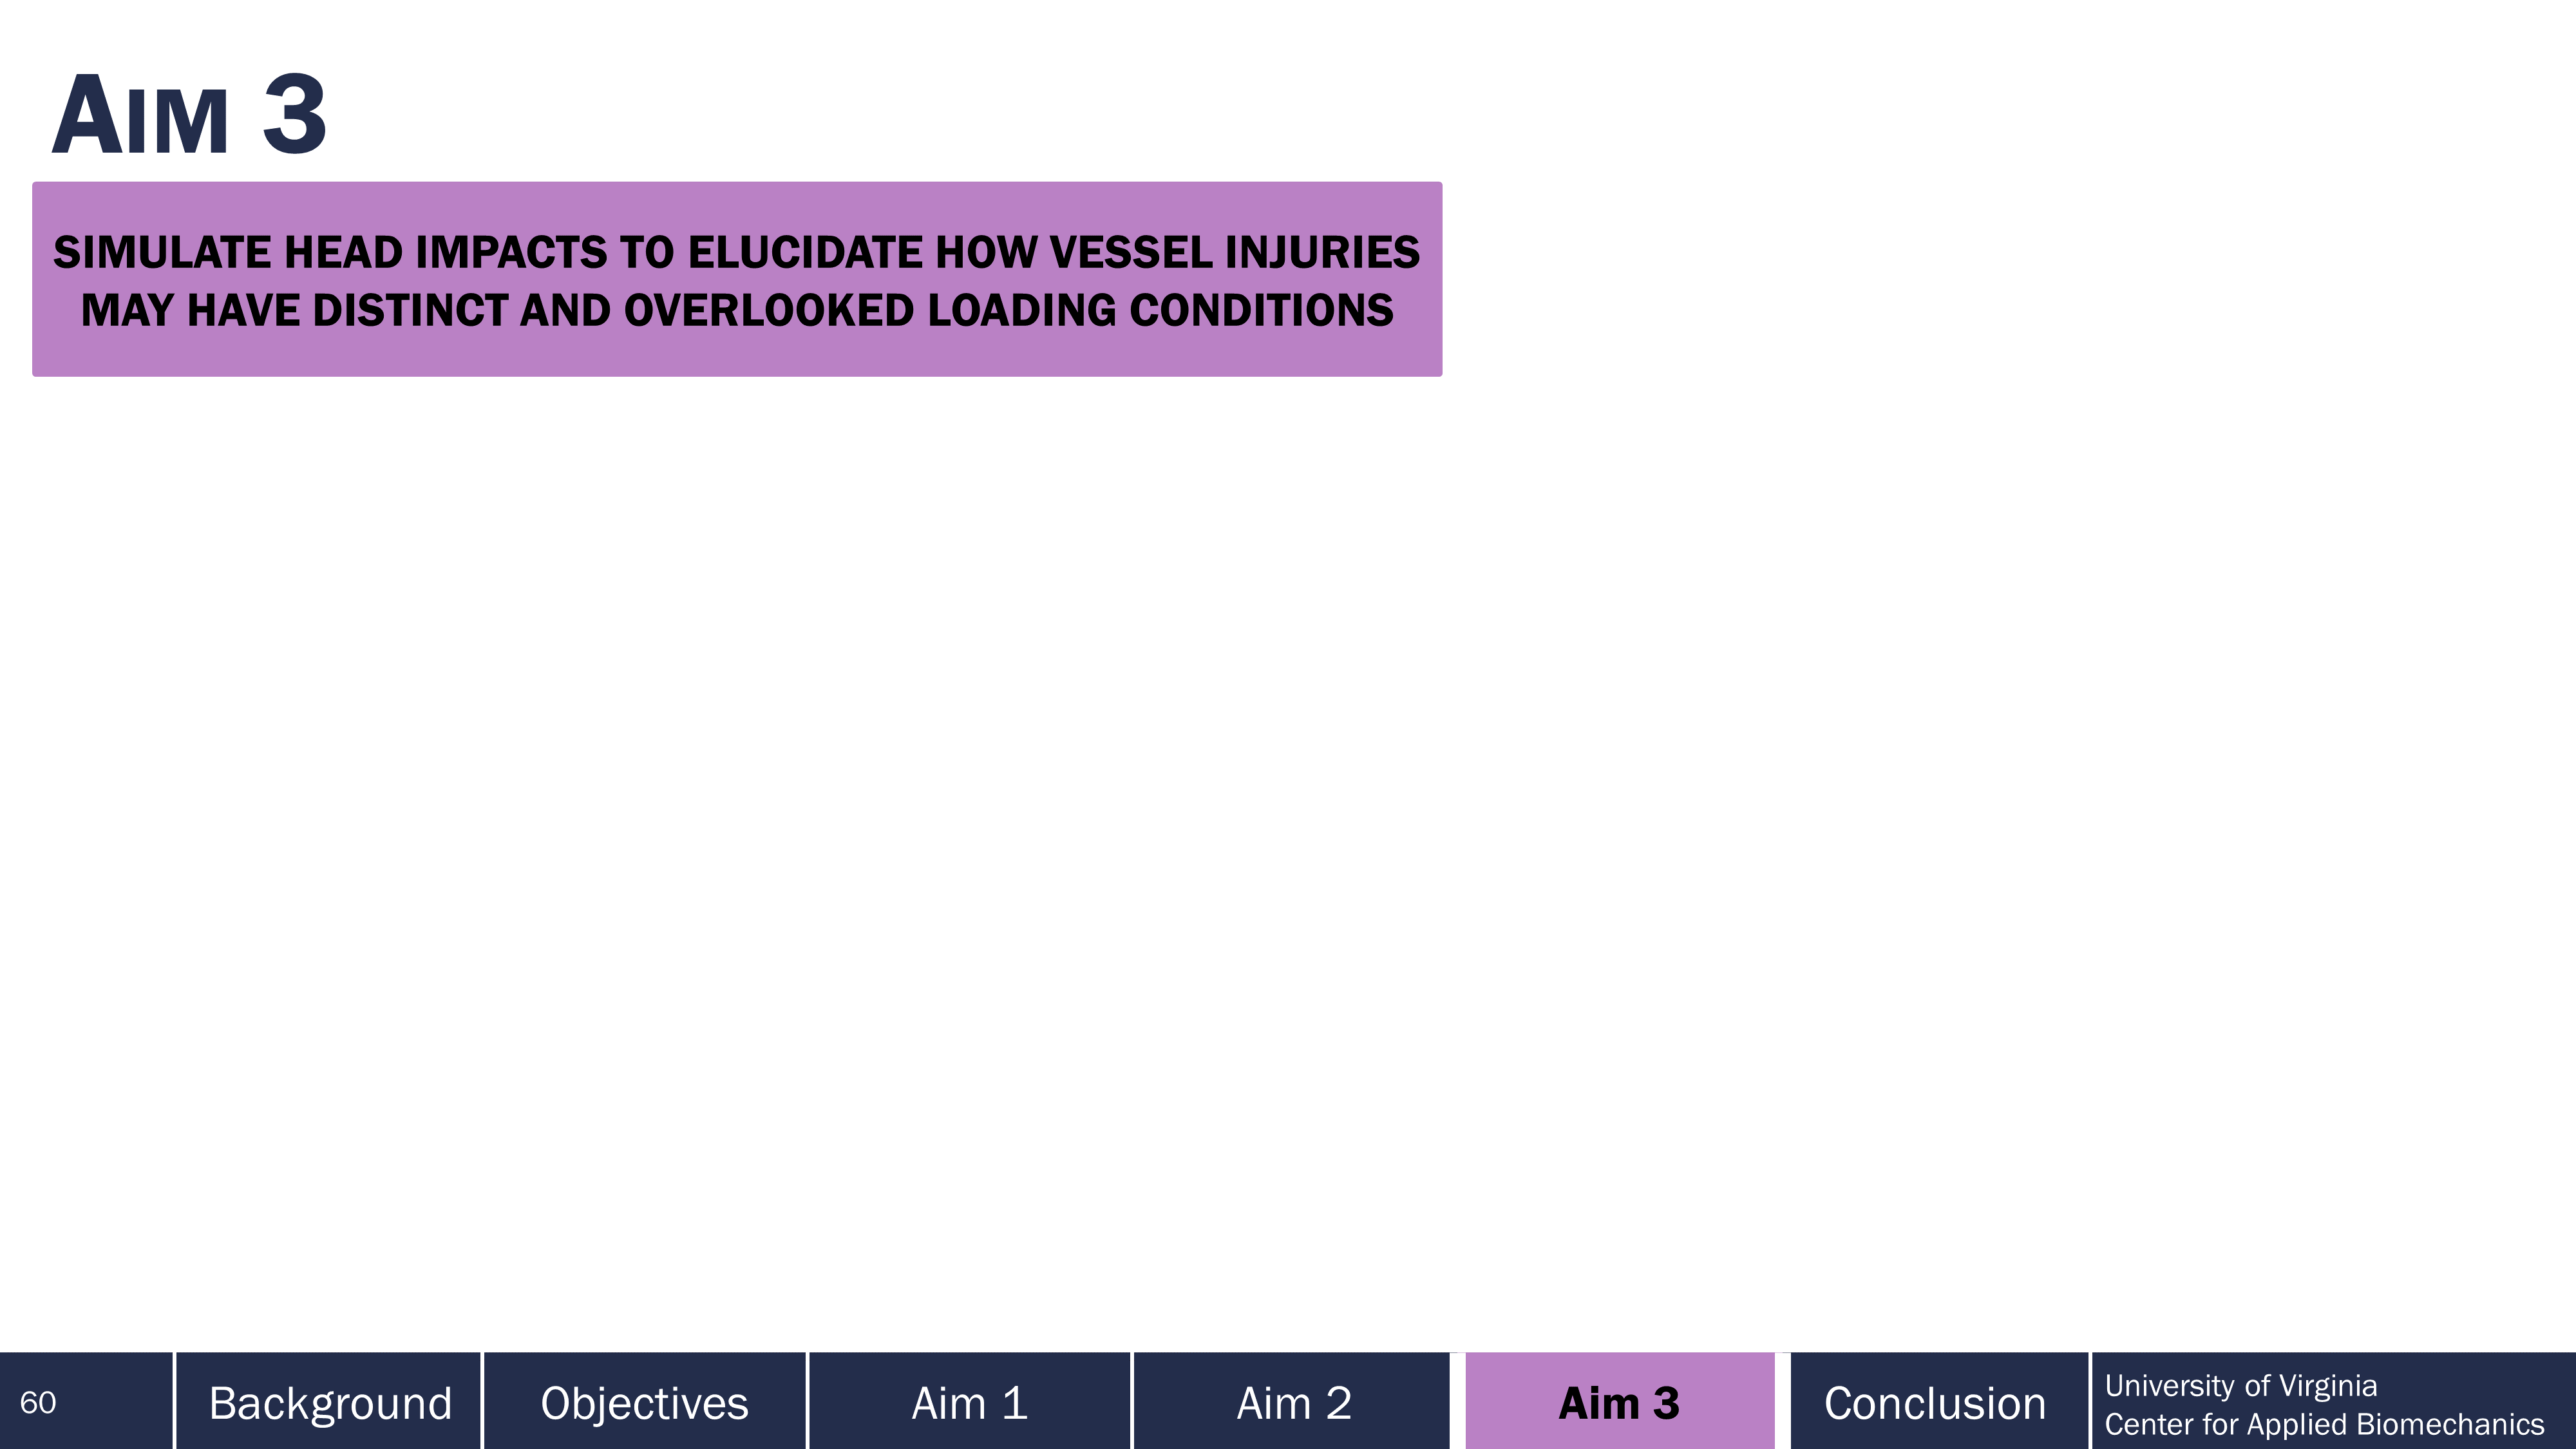 AIM 3
SIMULATE HEAD IMPACTS TO ELUCIDATE HOW VESSEL INJURIES
MAY HAVE DISTINCT AND OVERLOOKED LOADING CONDITIONS
60
Background
Objectives
Aim 1
Aim 2
Aim 3
Conclusion
University of Virginia
Center for Applied Biomechanics